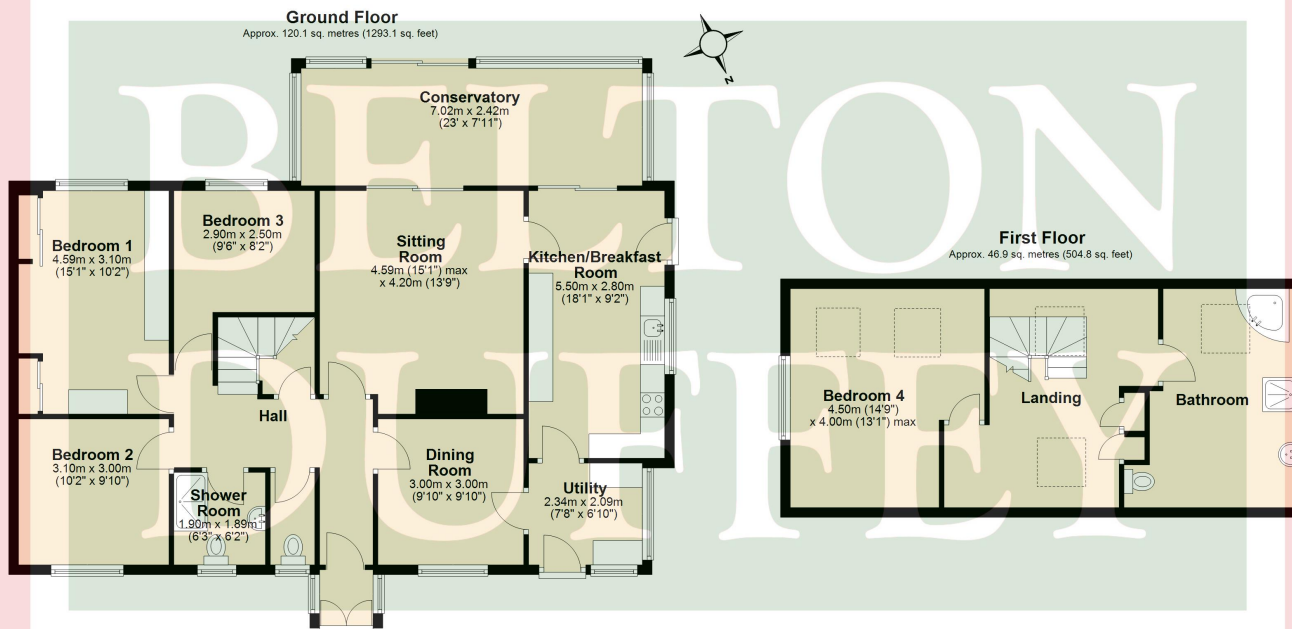 Ground Floor
Approx. 120.1 sq. metres (1293.1 sq. feet)
N
Conservatory
7.02m x 2.42m
(23' x 7'11")
Bedroom 1
4.59m x 3.10m
(15'1" x 10'2")
Bedroom 3
2.90m x 2.50m
(9'6" x 8'2")
Sitting
Room
4.59m (15'1") max
x 4.20m (13'9")
Kitchen/Breakfast
Room
5.50m x 2.80m
(18'1" x 9'2")
Hall
Bedroom 2
3.10m x 3.00m
(10'2" x 9'10")
Shower
Room
1.90m x 1.89m
(6'3" x 6'2")
Dining
Room
3.00m x 3.00m
(9'10" x 9'10")
Utility
2.34m x 2.09m
(7'8" x 6'10")
First Floor
Approx. 46.9 sq. metres (504.8 sq. feet)
Bedroom 4
4.50m (14'9")
x 4.00m (13'1") max
Landing
Bathroom
BELTON
DUFFEY